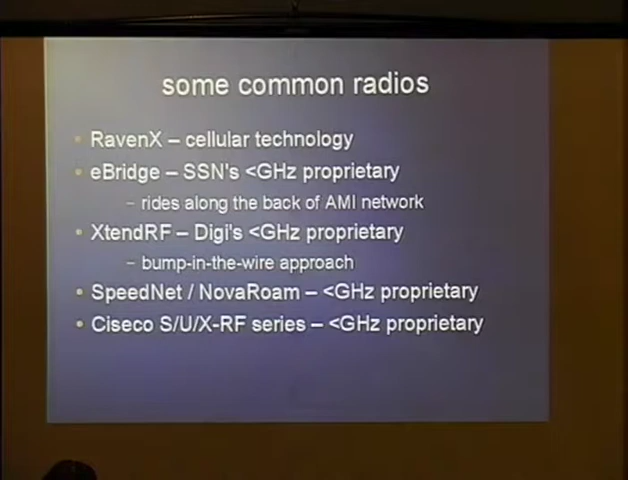 some common radios
• RavenX – cellular technology
• eBridge – SSN's <GHz proprietary
– rides along the back of AMI network
• XtendRF – Digi's <GHz proprietary
– bump-in-the-wire approach
• SpeedNet / NovaRoam – <GHz proprietary
• Ciseco S/U/X-RF series – <GHz proprietary